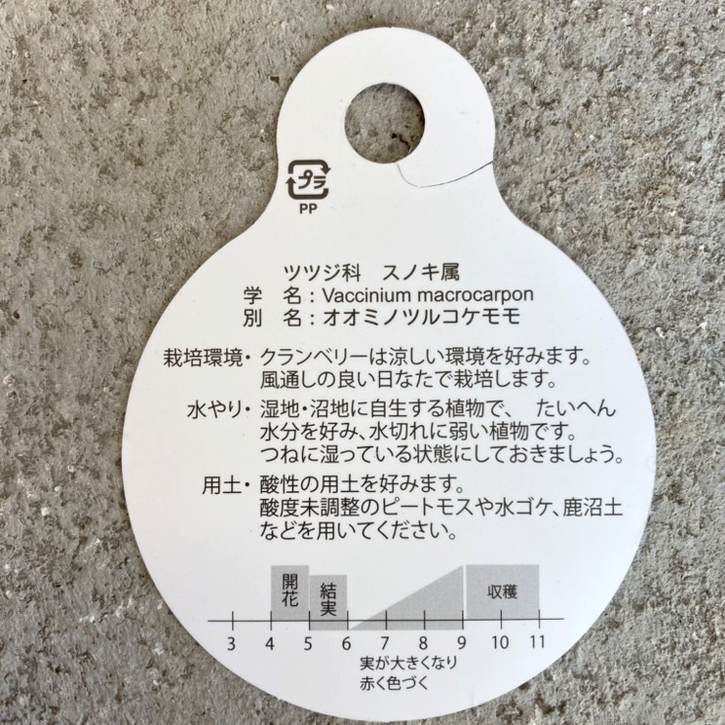 プラ
PP
ツツジ科　スノキ属
学　名：Vaccinium macrocarpon
別　名：オオミノツルコケモモ
栽培環境・クランベリーは涼しい環境を好みます。
風通しの良い日なたで栽培します。
水やり・湿地・沼地に自生する植物で、　たいへん
水分を好み、水切れに弱い植物です。
つねに湿っている状態にしておきましょう。
用土・酸性の用土を好みます。
酸度未調整のピートモスや水ゴケ、鹿沼土
などを用いてください。
開花　結実　収穫
3 4 5 6 7 8 9 10 11
実が大きくなり
赤く色づく